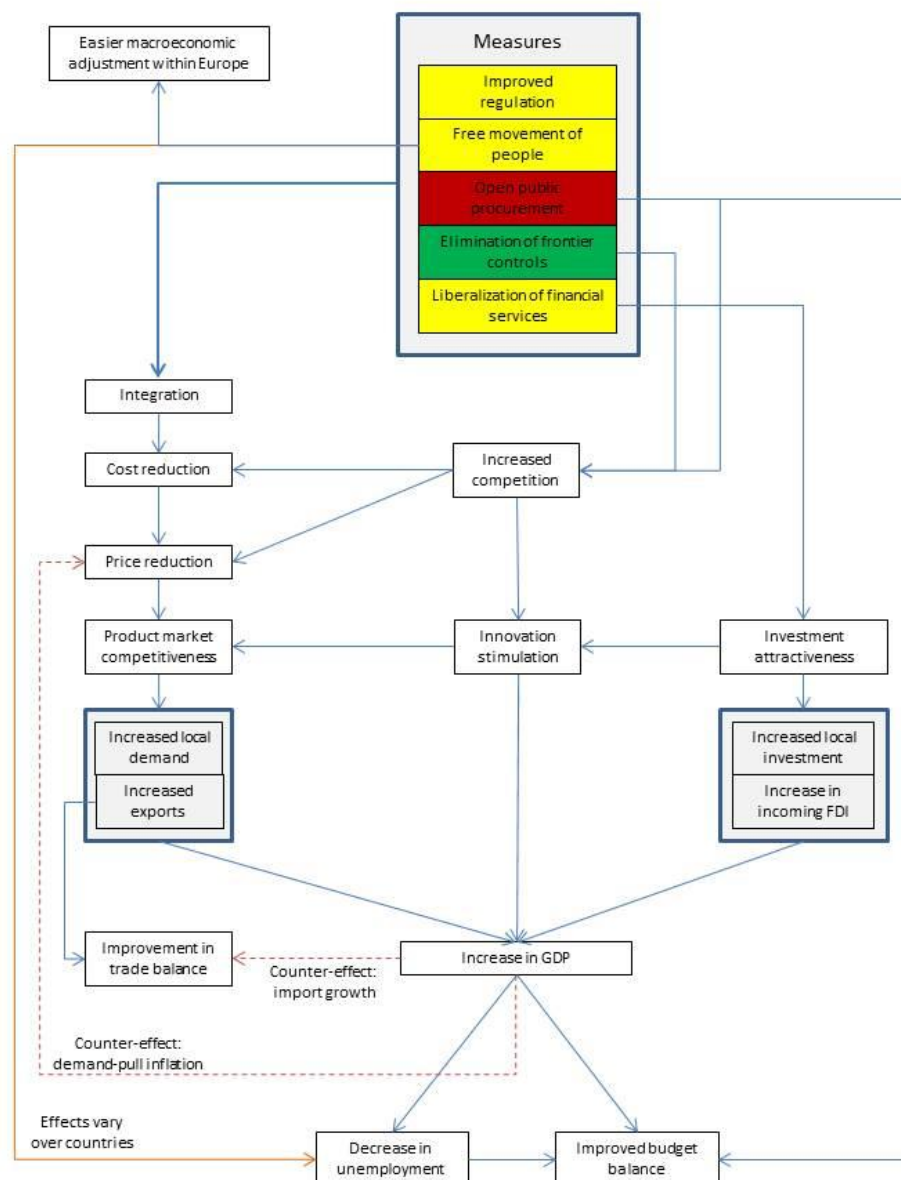 Easier macroeconomic
adjustment within Europe
Measures
Improved
regulation
Free movement of
people
Open public
procurement
Elimination of frontier
controls
Liberalization of financial
services
Integration
Cost reduction
Increased
competition
Price reduction
Product market
competitiveness
Innovation
stimulation
Investment
attractiveness
Increased local
demand
Increased
exports
Increased local
investment
Increase in
incoming FDI
Improvement in
trade balance
Counter-effect:
import growth
Increase in GDP
Counter-effect:
demand-pull inflation
Effects vary
over countries
Decrease in
unemployment
Improved budget
balance